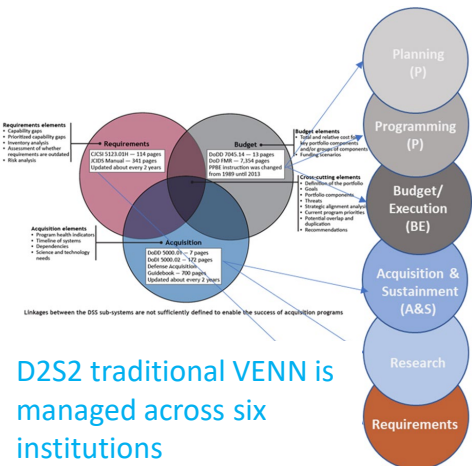 Planning
(P)
Programming
(P)
Budget/
Execution
(BE)
Acquisition &
Sustainment
(A&S)
Research
Requirements
Requirements elements
• Capability gaps
• Prioritized capability gaps
• Inventory analysis
• Assessment of whether
requirements are outdated
• Risk analysis
Requirements
CJCSI 5123.01H — 114 pages
JCIDS Manual — 341 pages
Updated about every 2 years
Budget
DoDD 7045.14 — 13 pages
DoD FMR — 7,354 pages
PPBE instruction was changed
from 1989 until 2013
Budget elements
• Total and relative cost for
key portfolio components
and/or groups of components
• Funding Scenarios
Cross-cutting elements
• Definition of the portfolio
• Goals
• Portfolio components
• Threats
• Strategic alignment analysis
• Current program priorities
• Potential overlap and
duplication
• Recommendations
Acquisition elements
• Program health indicators
• Timeline of systems
• Dependencies
• Science and technology
needs
Acquisition
DoDD 5000.01 — 7 pages
DoDI 5000.02 — 172 pages
Defense Acquisition
Guidebook — 700 pages
Updated about every 2 years
Linkages between the DSS sub-systems are not sufficiently defined to enable the success of acquisition programs
D2S2 traditional VENN is
managed across six
institutions